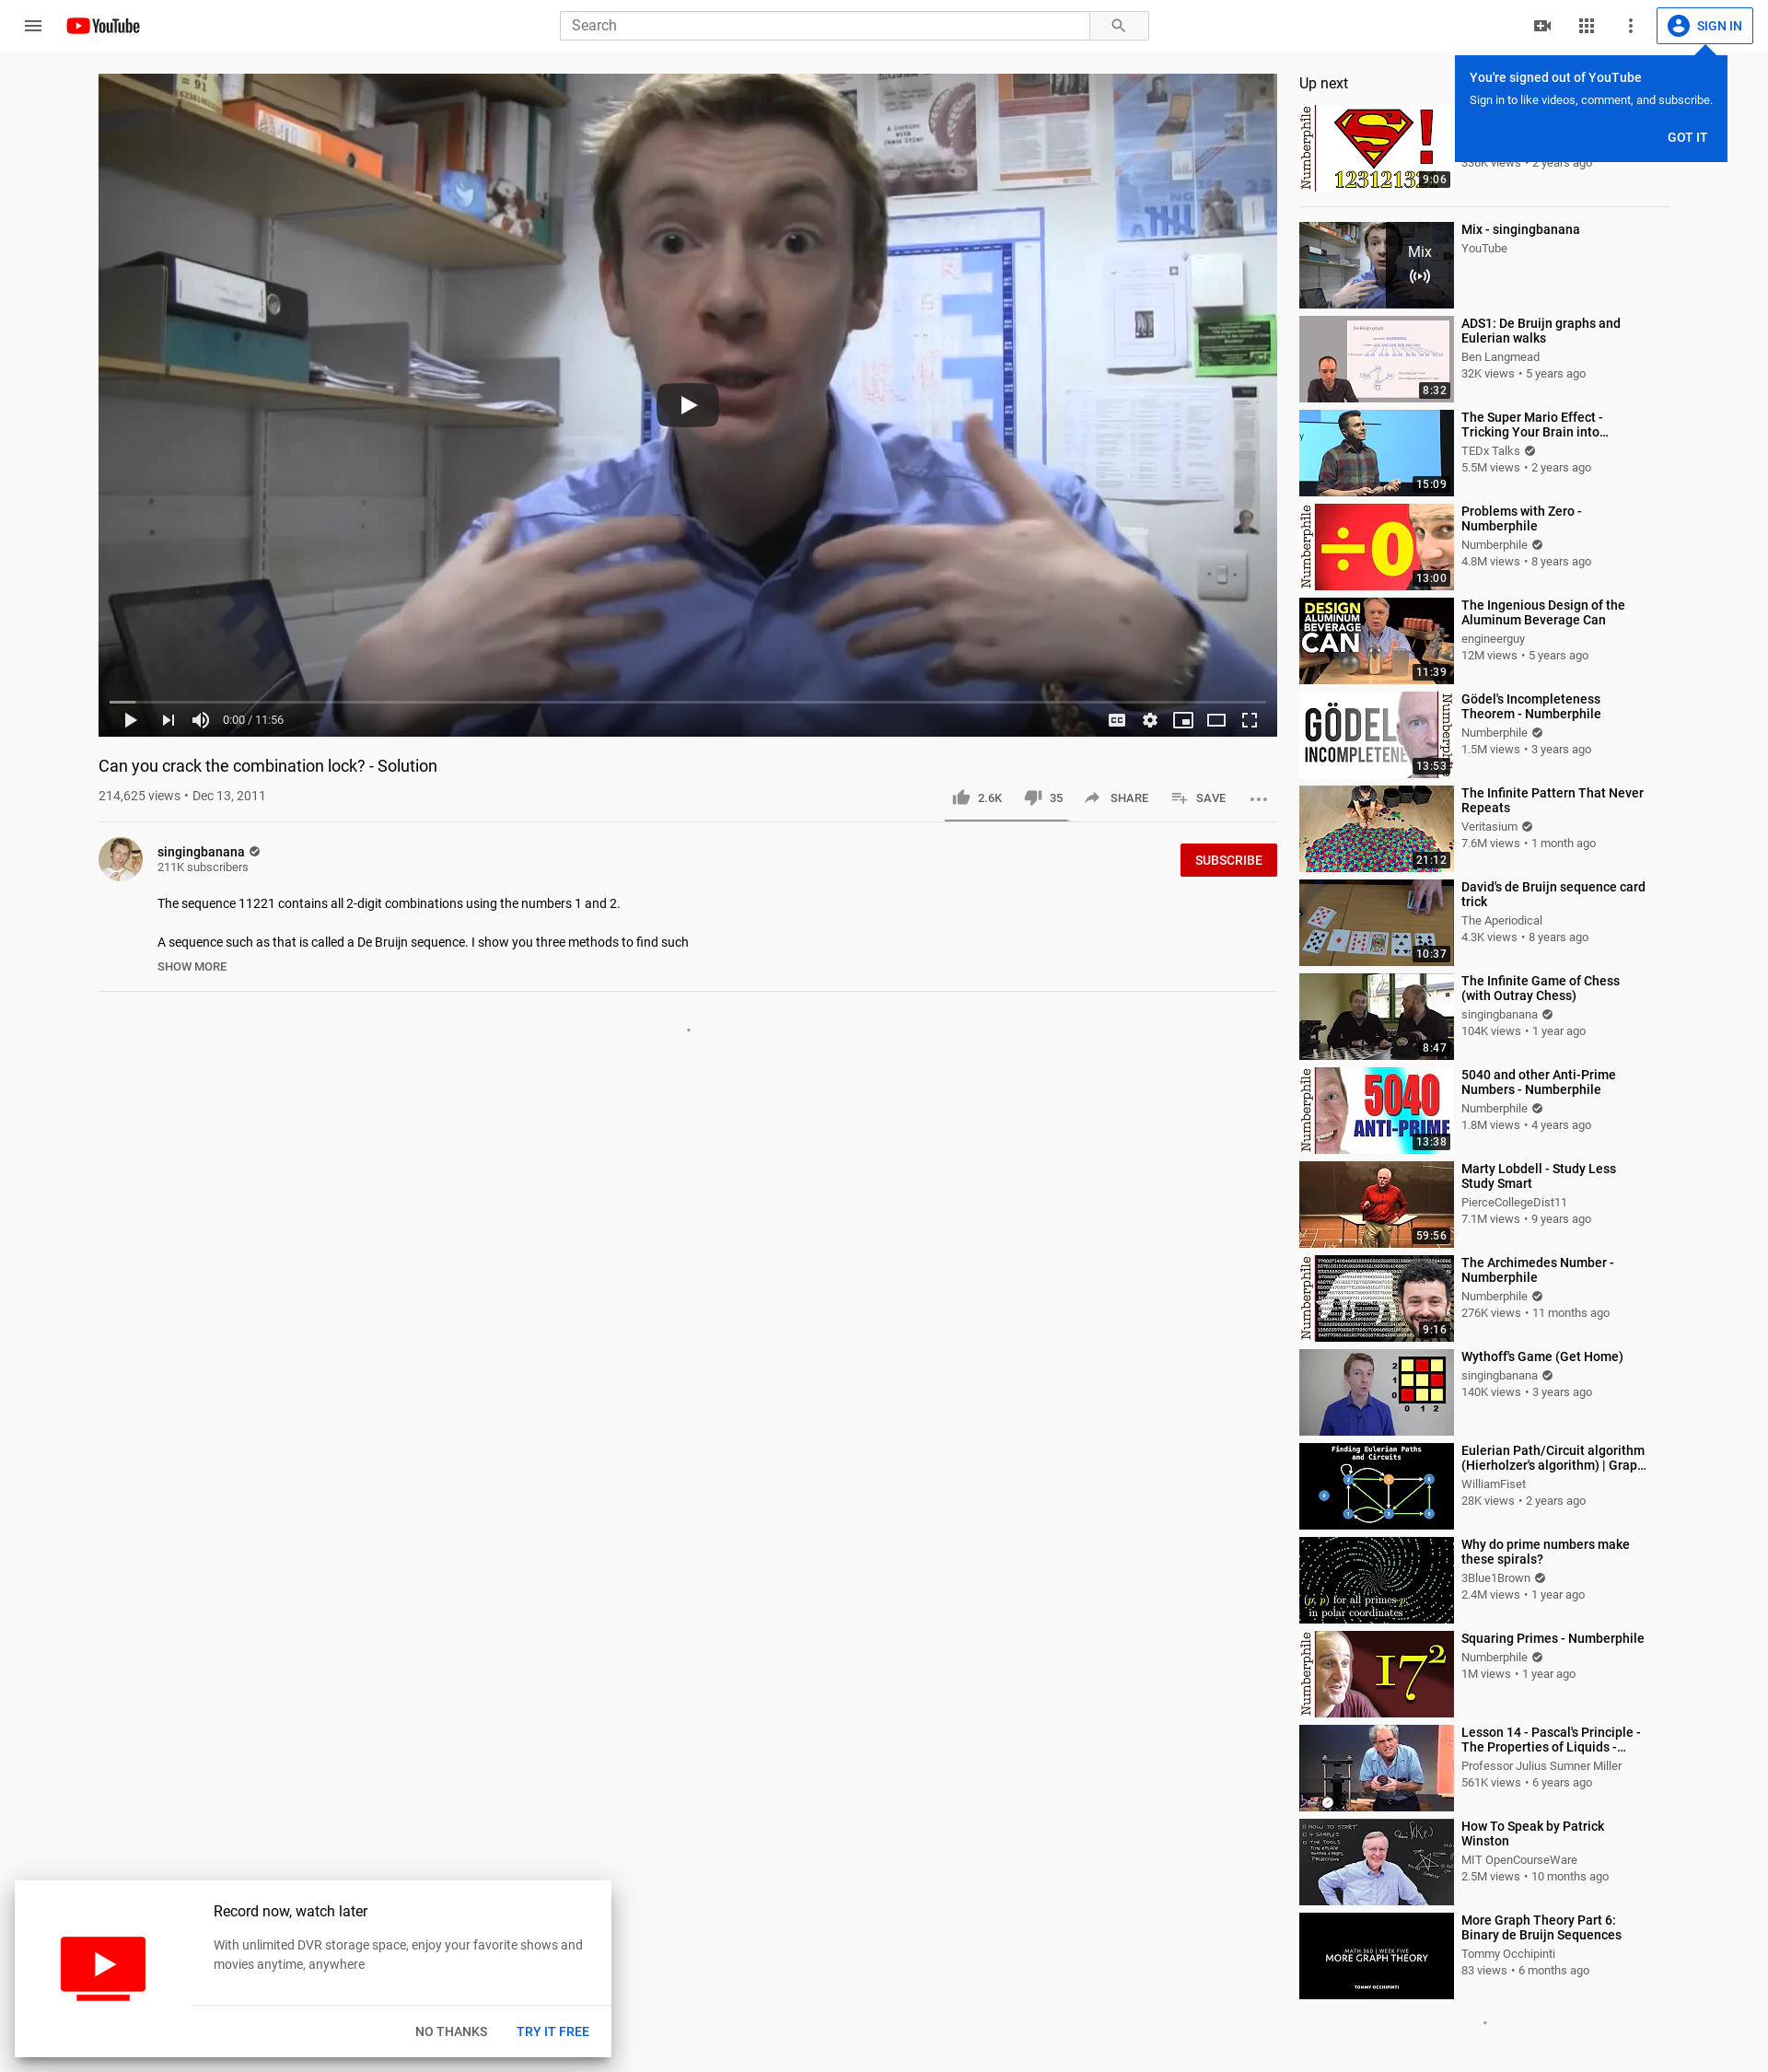 YouTube
Search
SIGN IN
You're signed out of YouTube
Sign in to like videos, comment, and subscribe.
GOT IT
0:00 / 11:56
CC
Can you crack the combination lock? - Solution
214,625 views • Dec 13, 2011
2.6K
35
SHARE
SAVE
singingbanana
211K subscribers
SUBSCRIBE
The sequence 11221 contains all 2-digit combinations using the numbers 1 and 2.
A sequence such as that is called a De Bruijn sequence. I show you three methods to find such
SHOW MORE
Up next
Numberphile
9:06
336K views • 2 years ago
Mix
Mix - singingbanana
YouTube
8:32
ADS1: De Bruijn graphs and
Eulerian walks
Ben Langmead
32K views • 5 years ago
15:09
The Super Mario Effect -
Tricking Your Brain into…
TEDx Talks
5.5M views • 2 years ago
Numberphile
÷0
13:00
Problems with Zero -
Numberphile
Numberphile
4.8M views • 8 years ago
DESIGN
ALUMINUM
BEVERAGE
CAN
11:39
The Ingenious Design of the
Aluminum Beverage Can
engineerguy
12M views • 5 years ago
GÖDEL
INCOMPLETENE
13:53
Gödel's Incompleteness
Theorem - Numberphile
Numberphile
1.5M views • 3 years ago
21:12
The Infinite Pattern That Never
Repeats
Veritasium
7.6M views • 1 month ago
10:37
David's de Bruijn sequence card
trick
The Aperiodical
4.3K views • 8 years ago
8:47
The Infinite Game of Chess
(with Outray Chess)
singingbanana
104K views • 1 year ago
Numberphile
5040
ANTI-PRIME
13:38
5040 and other Anti-Prime
Numbers - Numberphile
Numberphile
1.8M views • 4 years ago
59:56
Marty Lobdell - Study Less
Study Smart
PierceCollegeDist11
7.1M views • 9 years ago
Numberphile
9:16
The Archimedes Number -
Numberphile
Numberphile
276K views • 11 months ago
2
1
0
0 1 2
Wythoff's Game (Get Home)
singingbanana
140K views • 3 years ago
Finding Eulerian Paths
and Circuits
Eulerian Path/Circuit algorithm
(Hierholzer's algorithm) | Grap…
WilliamFiset
28K views • 2 years ago
(p, p) for all primes p,
in polar coordinates
Why do prime numbers make
these spirals?
3Blue1Brown
2.4M views • 1 year ago
Numberphile
17²
Squaring Primes - Numberphile
Numberphile
1M views • 1 year ago
Lesson 14 - Pascal's Principle -
The Properties of Liquids -…
Professor Julius Sumner Miller
561K views • 6 years ago
How To Speak by Patrick
Winston
MIT OpenCourseWare
2.5M views • 10 months ago
MATH 360 | WEEK FIVE
MORE GRAPH THEORY
TOMMY OCCHIPINTI
More Graph Theory Part 6:
Binary de Bruijn Sequences
Tommy Occhipinti
83 views • 6 months ago
Record now, watch later
With unlimited DVR storage space, enjoy your favorite shows and
movies anytime, anywhere
NO THANKS
TRY IT FREE